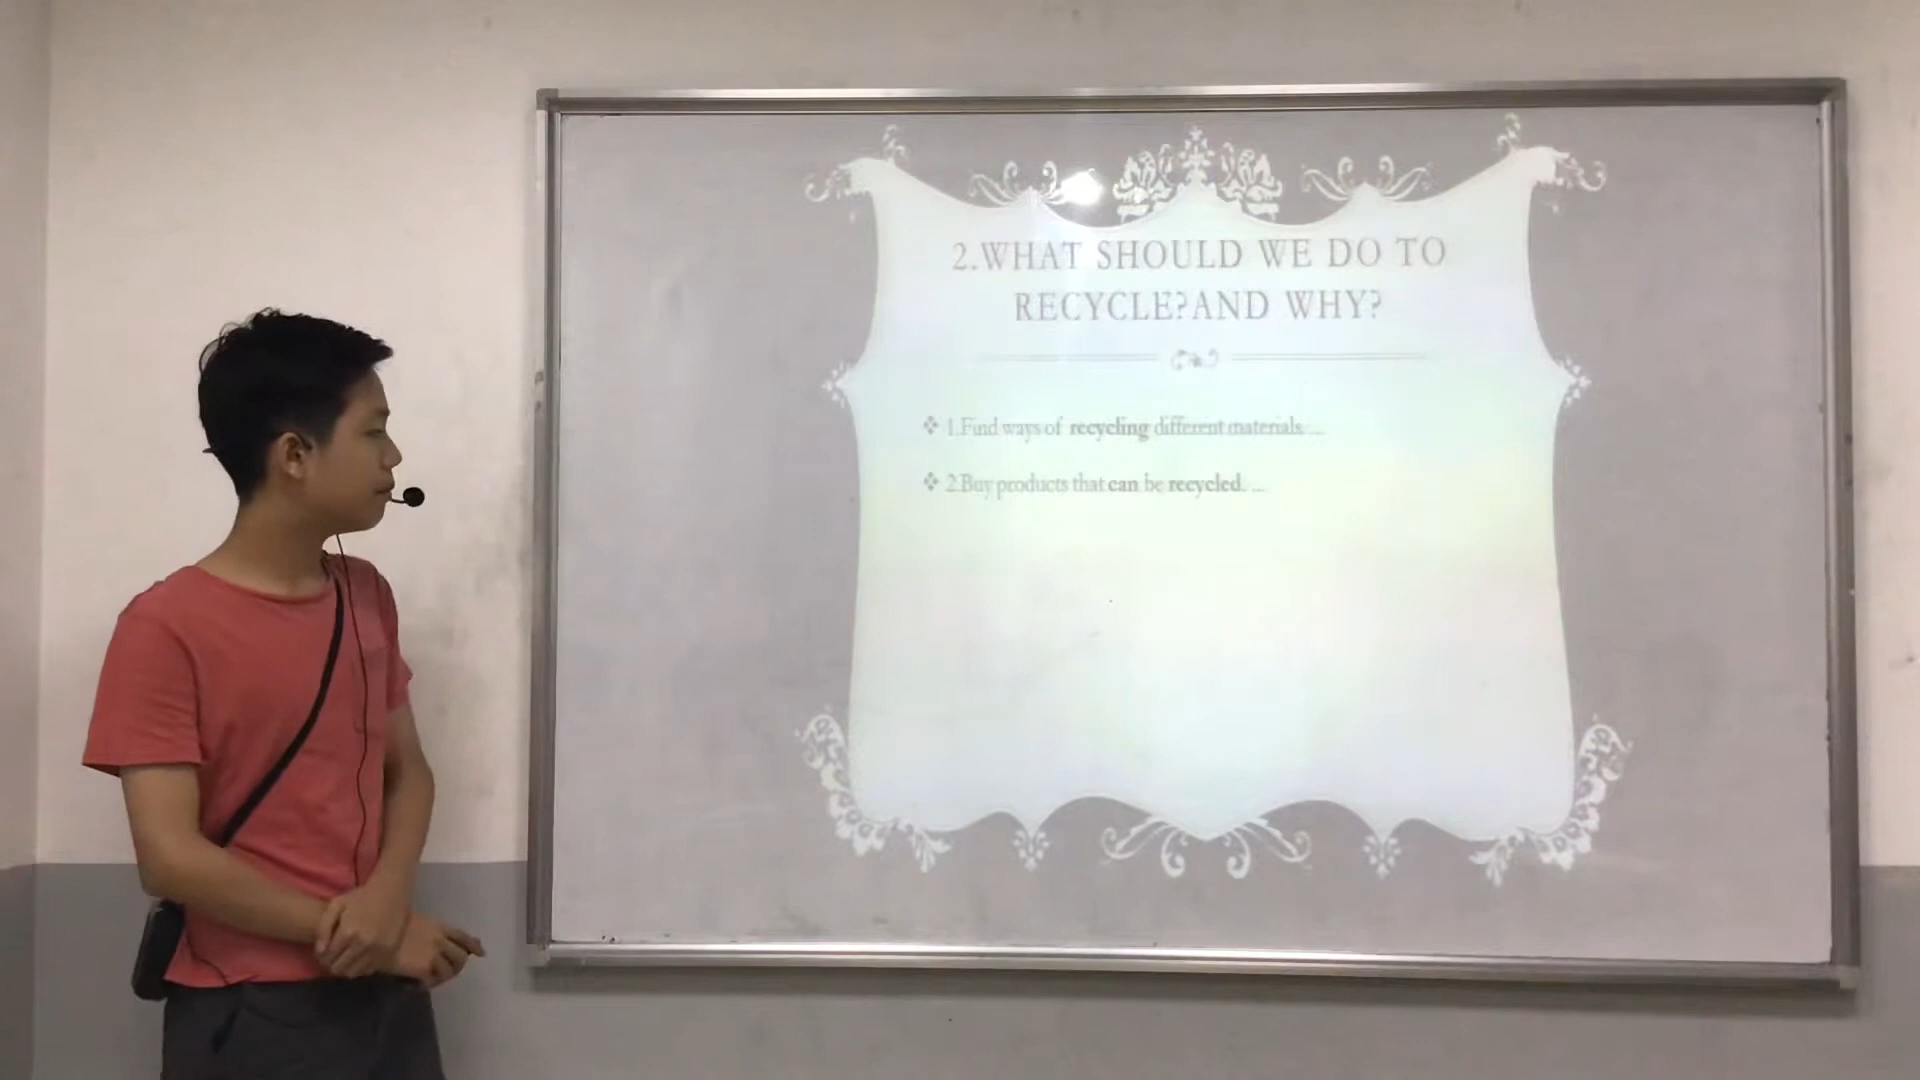 2.WHAT SHOULD WE DO TO
RECYCLE?AND WHY?
❖ 1.Find ways of recycling different materials. ...
❖ 2.Buy products that can be recycled. ...